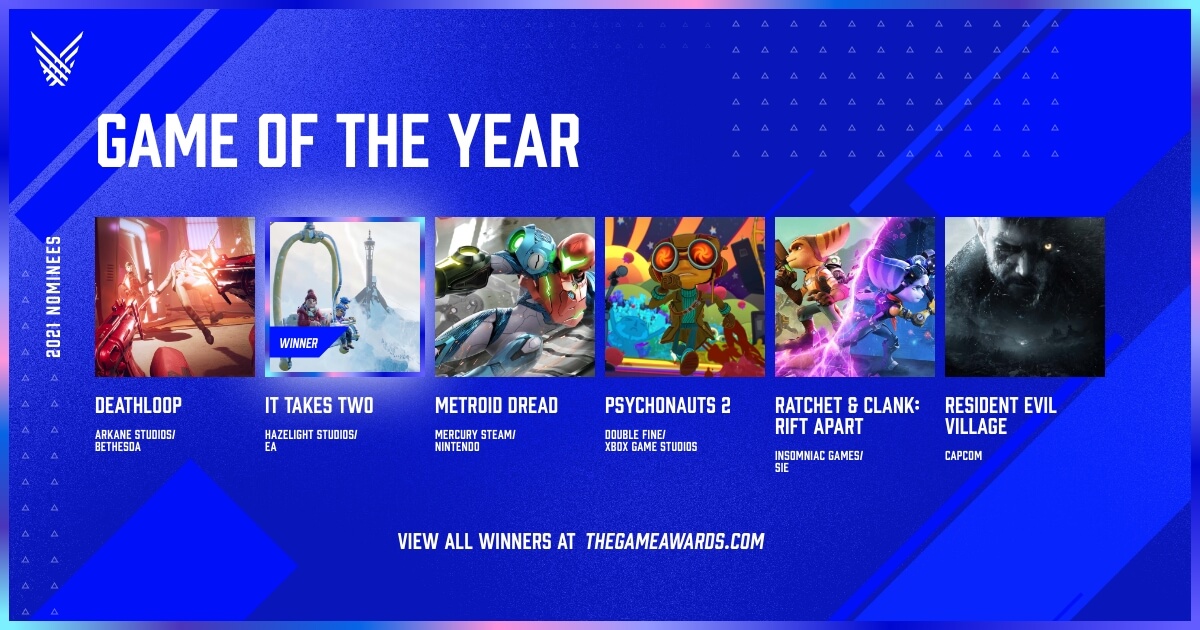 GAME OF THE YEAR
2021 NOMINEES
WINNER
DEATHLOOP
ARKANE STUDIOS/
BETHESDA
IT TAKES TWO
HAZELIGHT STUDIOS/
EA
METROID DREAD
MERCURY STEAM/
NINTENDO
PSYCHONAUTS 2
DOUBLE FINE/
XBOX GAME STUDIOS
RATCHET & CLANK:
RIFT APART
INSOMNIAC GAMES/
SIE
RESIDENT EVIL
VILLAGE
CAPCOM
VIEW ALL WINNERS AT THEGAMEAWARDS.COM